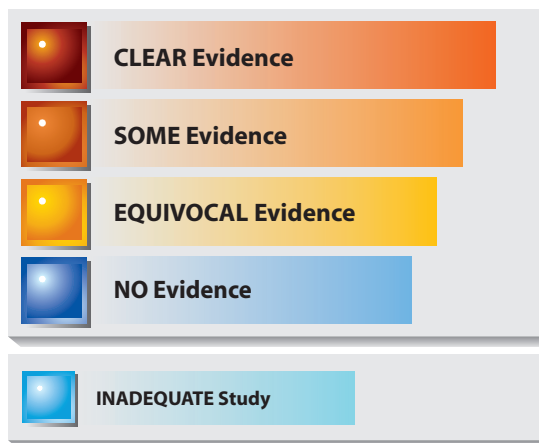 CLEAR Evidence
SOME Evidence
EQUIVOCAL Evidence
NO Evidence
INADEQUATE Study